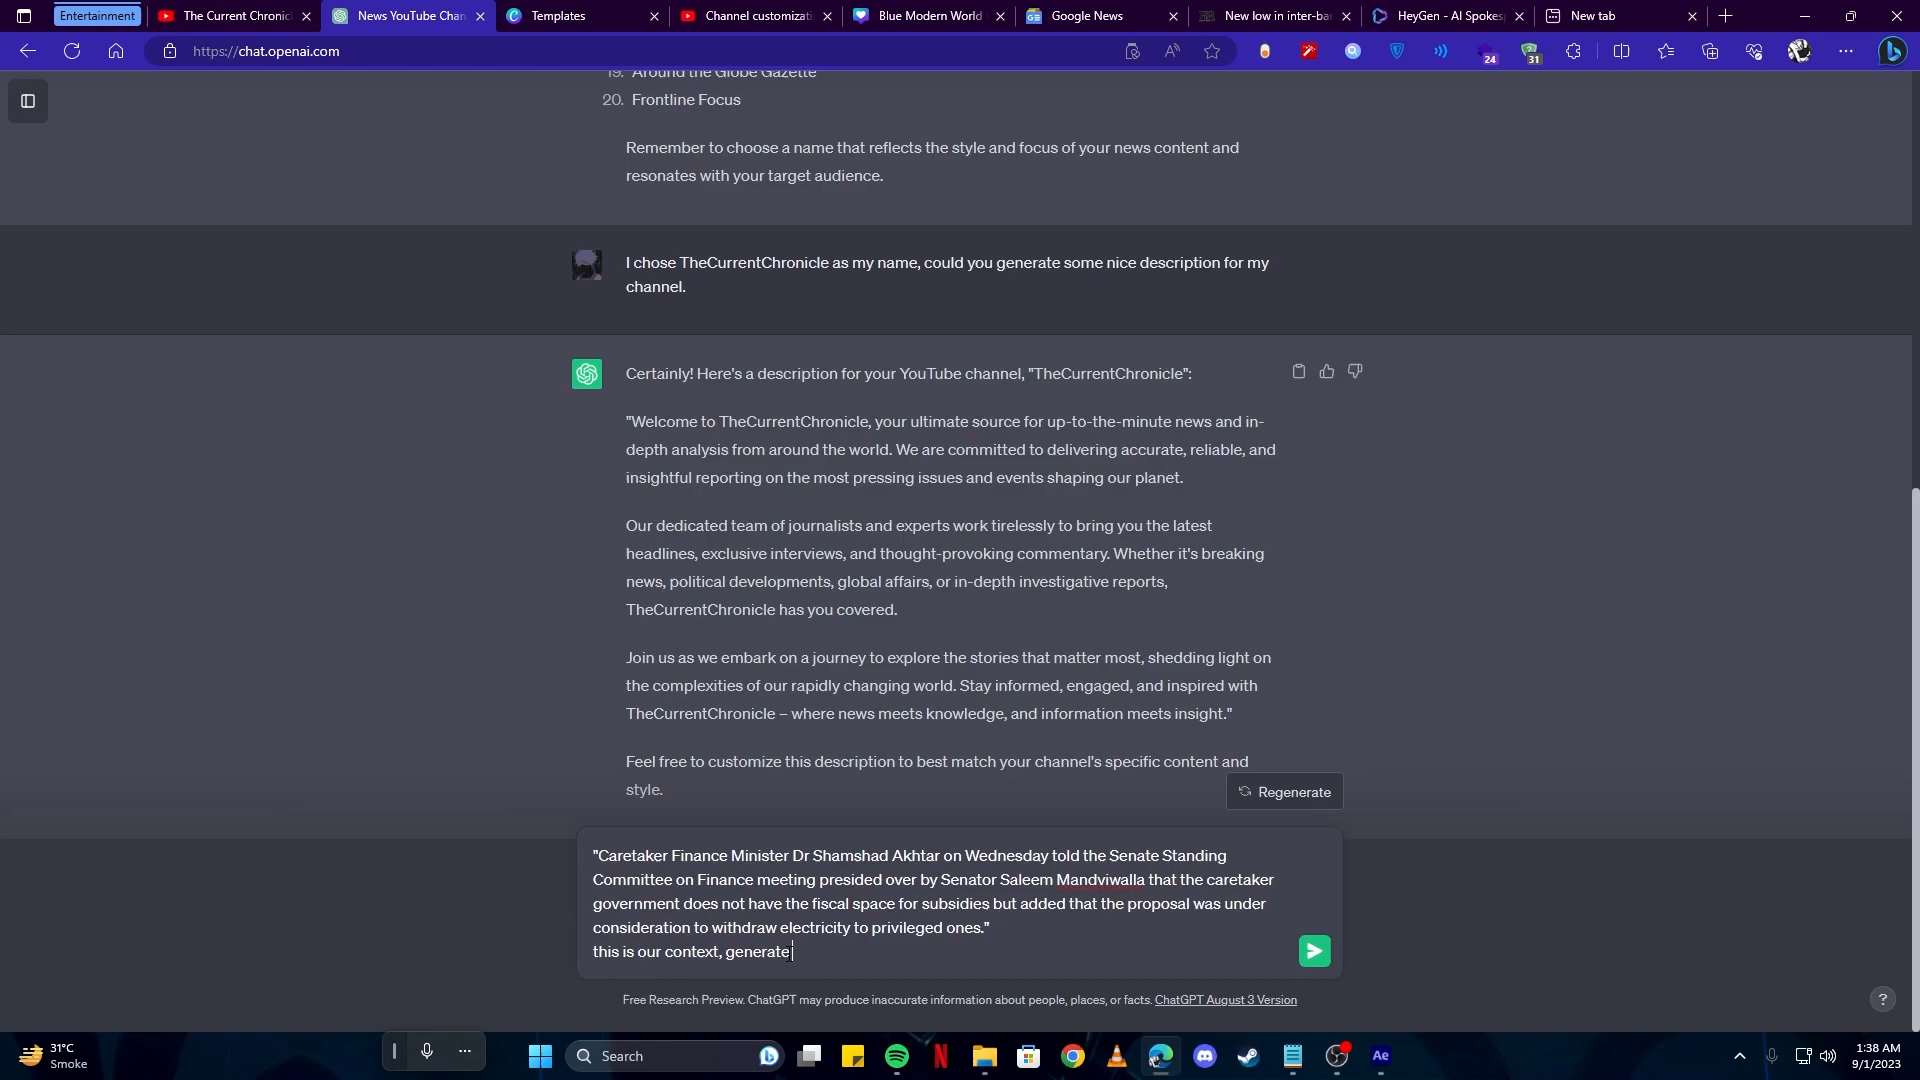 Entertainment
The Current Chronic
News YouTube Chan
Templates
Channel customizati
Blue Modern World
Google News
New low in inter-ba
HeyGen - AI Spokes
New tab
https://chat.openai.com
24
31
19. Around the Globe Gazette
20. Frontline Focus
Remember to choose a name that reflects the style and focus of your news content and
resonates with your target audience.
I chose TheCurrentChronicle as my name, could you generate some nice description for my
channel.
Certainly! Here's a description for your YouTube channel, "TheCurrentChronicle":
"Welcome to TheCurrentChronicle, your ultimate source for up-to-the-minute news and in-
depth analysis from around the world. We are committed to delivering accurate, reliable, and
insightful reporting on the most pressing issues and events shaping our planet.
Our dedicated team of journalists and experts work tirelessly to bring you the latest
headlines, exclusive interviews, and thought-provoking commentary. Whether it's breaking
news, political developments, global affairs, or in-depth investigative reports,
TheCurrentChronicle has you covered.
Join us as we embark on a journey to explore the stories that matter most, shedding light on
the complexities of our rapidly changing world. Stay informed, engaged, and inspired with
TheCurrentChronicle – where news meets knowledge, and information meets insight."
Feel free to customize this description to best match your channel's specific content and
style.
Regenerate
"Caretaker Finance Minister Dr Shamshad Akhtar on Wednesday told the Senate Standing
Committee on Finance meeting presided over by Senator Saleem Mandviwalla that the caretaker
government does not have the fiscal space for subsidies but added that the proposal was under
consideration to withdraw electricity to privileged ones."
this is our context, generate
Free Research Preview. ChatGPT may produce inaccurate information about people, places, or facts. ChatGPT August 3 Version
?
31°C
Smoke
Search
Ae
1:38 AM
9/1/2023